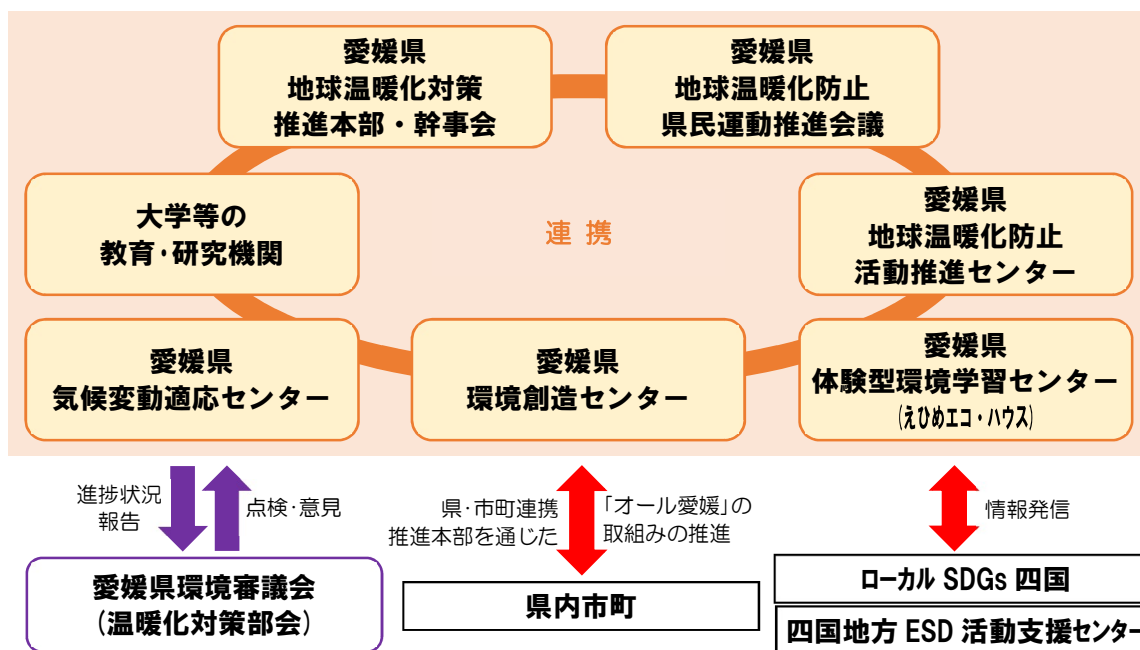 愛媛県
地球温暖化対策
推進本部・幹事会
愛媛県
地球温暖化防止
県民運動推進会議
大学等の
教育・研究機関
連携
愛媛県
地球温暖化防止
活動推進センター
愛媛県
気候変動適応センター
愛媛県
環境創造センター
愛媛県
体験型環境学習センター
(えひめエコ・ハウス)
進捗状況
報告
点検・意見
県・市町連携
推進本部を通じた
「オール愛媛」の
取組みの推進
情報発信
愛媛県環境審議会
(温暖化対策部会)
県内市町
ローカル SDGs 四国
四国地方 ESD 活動支援センター